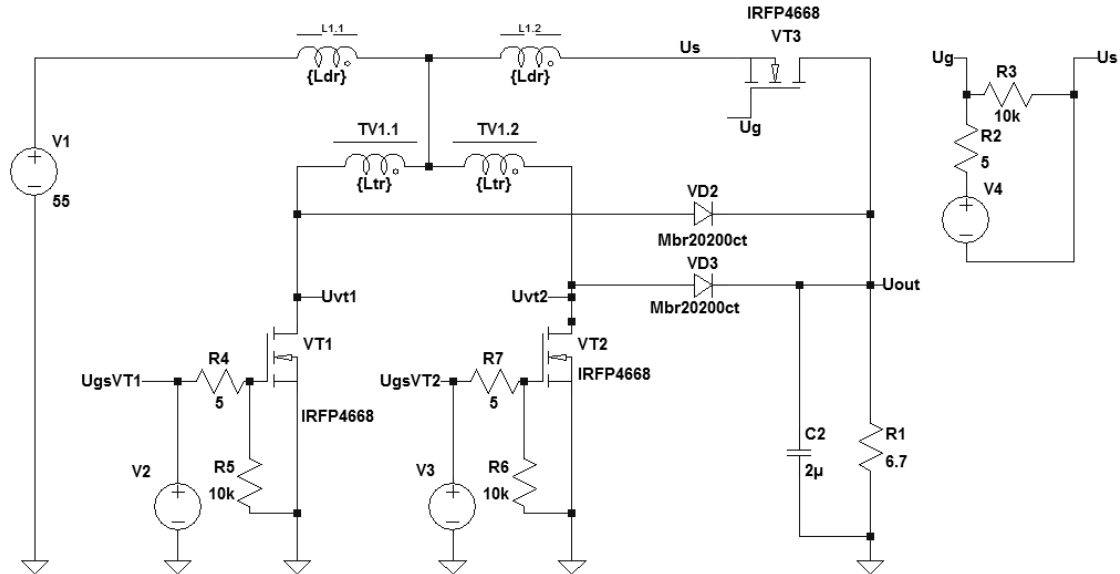 L1.1
{Ldr}
L1.2
{Ldr}
Us
IRFP4668
VT3
Ug
V1
55
TV1.1
{Ltr}
TV1.2
{Ltr}
Ug
Us
R3
10k
R2
5
V4
VD2
Mbr20200ct
VD3
Mbr20200ct
Uout
Uvt1
Uvt2
VT1
IRFP4668
VT2
IRFP4668
UgsVT1
R4
5
UgsVT2
R7
5
V2
R5
10k
V3
R6
10k
C2
2µ
R1
6.7